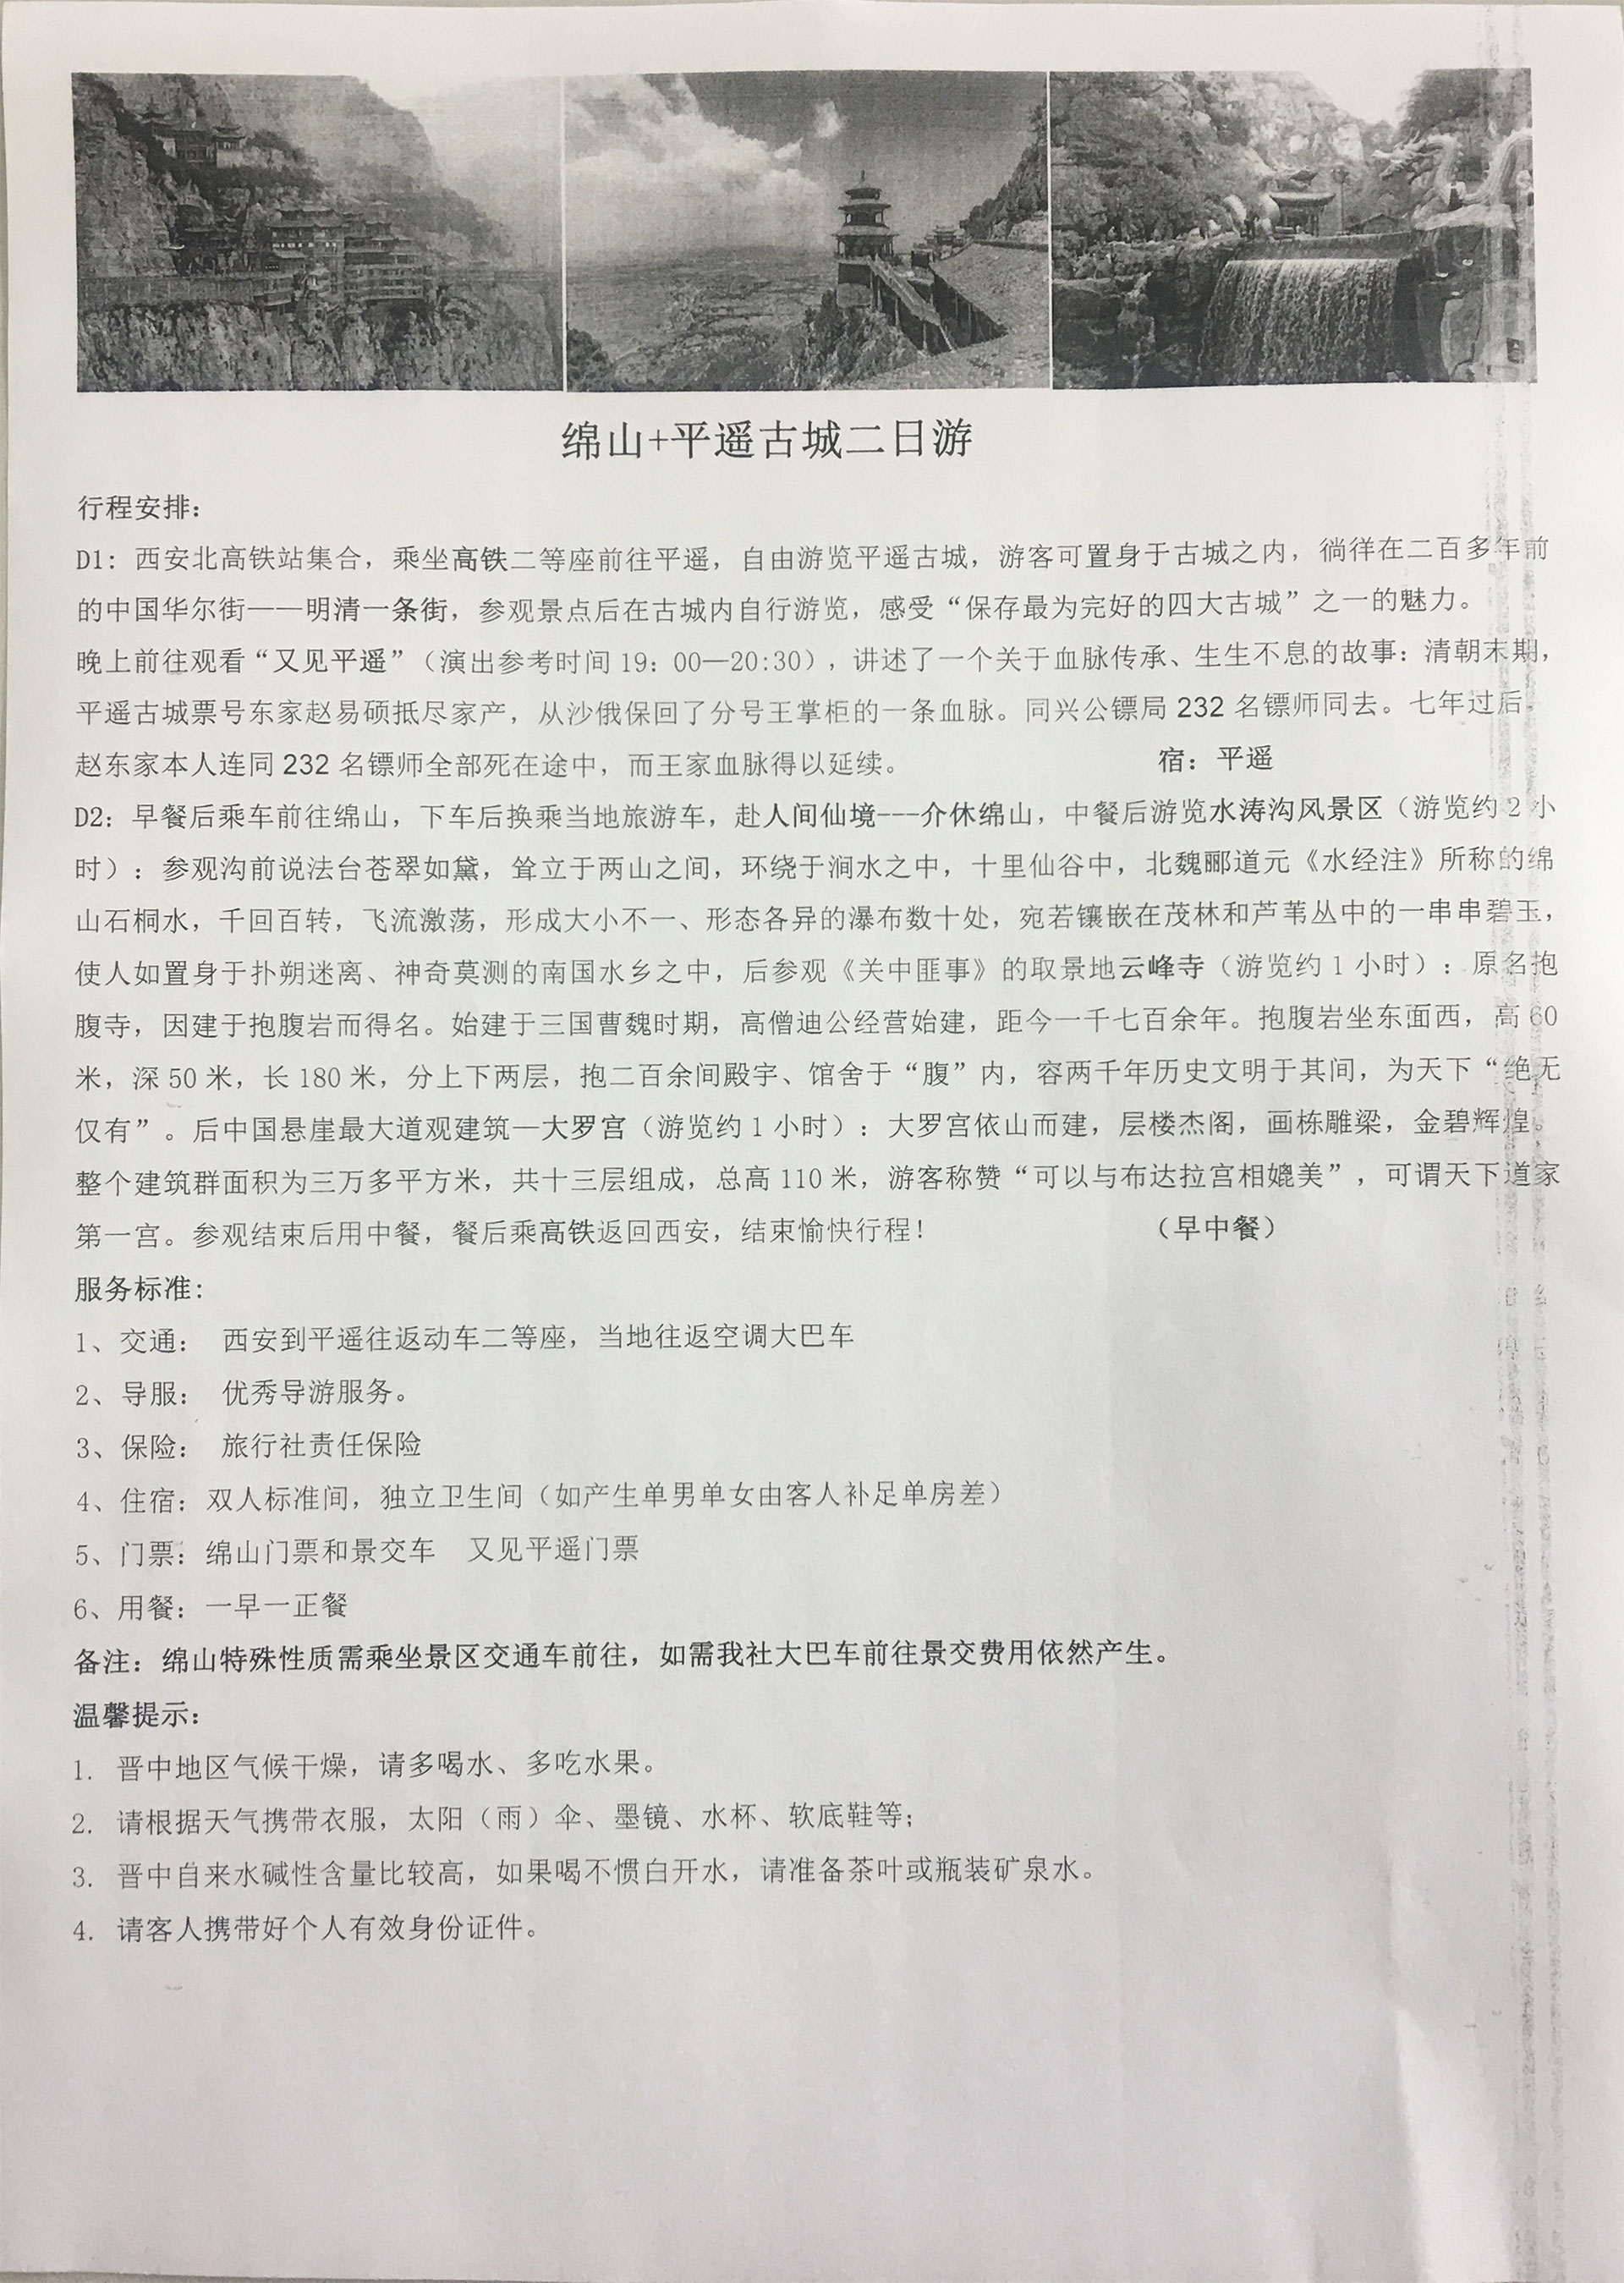 绵山+平遥古城二日游
行程安排：
D1：西安北高铁站集合，乘坐高铁二等座前往平遥，自由游览平遥古城，游客可置身于古城之内，徜徉在二百多年前
的中国华尔街——明清一条街，参观景点后在古城内自行游览，感受“保存最为完好的四大古城”之一的魅力。
晚上前往观看“又见平遥”（演出参考时间 19：00—20:30），讲述了一个关于血脉传承、生生不息的故事：清朝末期，
平遥古城票号东家赵易硕抵尽家产，从沙俄保回了分号王掌柜的一条血脉。同兴公镖局 232 名镖师同去。七年过后，
赵东家本人连同 232 名镖师全部死在途中，而王家血脉得以延续。 宿：平遥
D2：早餐后乘车前往绵山，下车后换乘当地旅游车，赴人间仙境---介休绵山，中餐后游览水涛沟风景区（游览约 2 小
时）：参观沟前说法台苍翠如黛，耸立于两山之间，环绕于涧水之中，十里仙谷中，北魏郦道元《水经注》所称的绵
山石桐水，千回百转，飞流激荡，形成大小不一、形态各异的瀑布数十处，宛若镶嵌在茂林和芦苇丛中的一串串碧玉，
使人如置身于扑朔迷离、神奇莫测的南国水乡之中，后参观《关中匪事》的取景地云峰寺（游览约 1 小时）：原名抱
腹寺，因建于抱腹岩而得名。始建于三国曹魏时期，高僧迪公经营始建，距今一千七百余年。抱腹岩坐东面西，高 60
米，深 50 米，长 180 米，分上下两层，抱二百余间殿宇、馆舍于“腹”内，容两千年历史文明于其间，为天下“绝无
仅有”。后中国悬崖最大道观建筑—大罗宫（游览约 1 小时）：大罗宫依山而建，层楼杰阁，画栋雕梁，金碧辉煌。
整个建筑群面积为三万多平方米，共十三层组成，总高 110 米，游客称赞“可以与布达拉宫相媲美”，可谓天下道家
第一宫。参观结束后用中餐，餐后乘高铁返回西安，结束愉快行程！ （早中餐）
服务标准：
1、交通： 西安到平遥往返动车二等座，当地往返空调大巴车
2、导服： 优秀导游服务。
3、保险： 旅行社责任保险
4、住宿：双人标准间，独立卫生间（如产生单男单女由客人补足单房差）
5、门票：绵山门票和景交车 又见平遥门票
6、用餐：一早一正餐
备注：绵山特殊性质需乘坐景区交通车前往，如需我社大巴车前往景交费用依然产生。
温馨提示：
1. 晋中地区气候干燥，请多喝水、多吃水果。
2. 请根据天气携带衣服，太阳（雨）伞、墨镜、水杯、软底鞋等；
3. 晋中自来水碱性含量比较高，如果喝不惯白开水，请准备茶叶或瓶装矿泉水。
4. 请客人携带好个人有效身份证件。